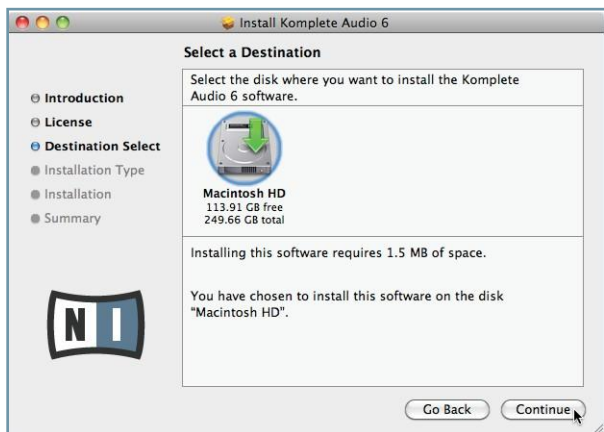 Install Komplete Audio 6
Select a Destination
Introduction
License
Destination Select
Installation Type
Installation
Summary
Select the disk where you want to install the Komplete
Audio 6 software.
Macintosh HD
113.91 GB free
249.66 GB total
Installing this software requires 1.5 MB of space.
You have chosen to install this software on the disk
“Macintosh HD”.
N I
Go Back
Continue